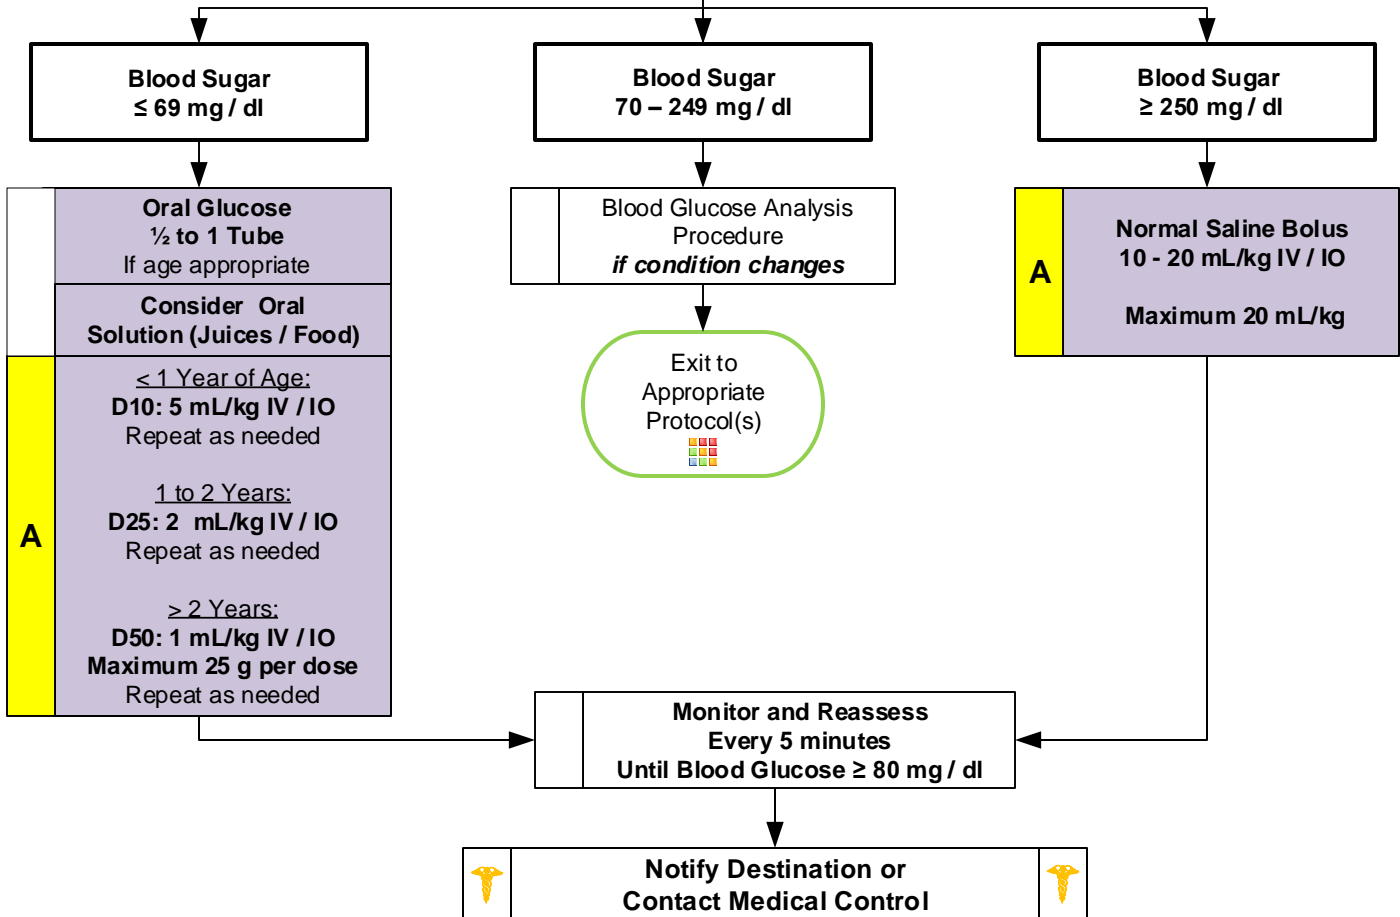 Blood Sugar
≤ 69 mg / dl
Blood Sugar
70 – 249 mg / dl
Blood Sugar
≥ 250 mg / dl
Oral Glucose
½ to 1 Tube
If age appropriate
Consider Oral
Solution (Juices / Food)
A
< 1 Year of Age:
D10: 5 mL/kg IV / IO
Repeat as needed
1 to 2 Years:
D25: 2 mL/kg IV / IO
Repeat as needed
> 2 Years:
D50: 1 mL/kg IV / IO
Maximum 25 g per dose
Repeat as needed
Blood Glucose Analysis
Procedure
if condition changes
Exit to
Appropriate
Protocol(s)
A
Normal Saline Bolus
10 - 20 mL/kg IV / IO
Maximum 20 mL/kg
Monitor and Reassess
Every 5 minutes
Until Blood Glucose ≥ 80 mg / dl
Notify Destination or
Contact Medical Control